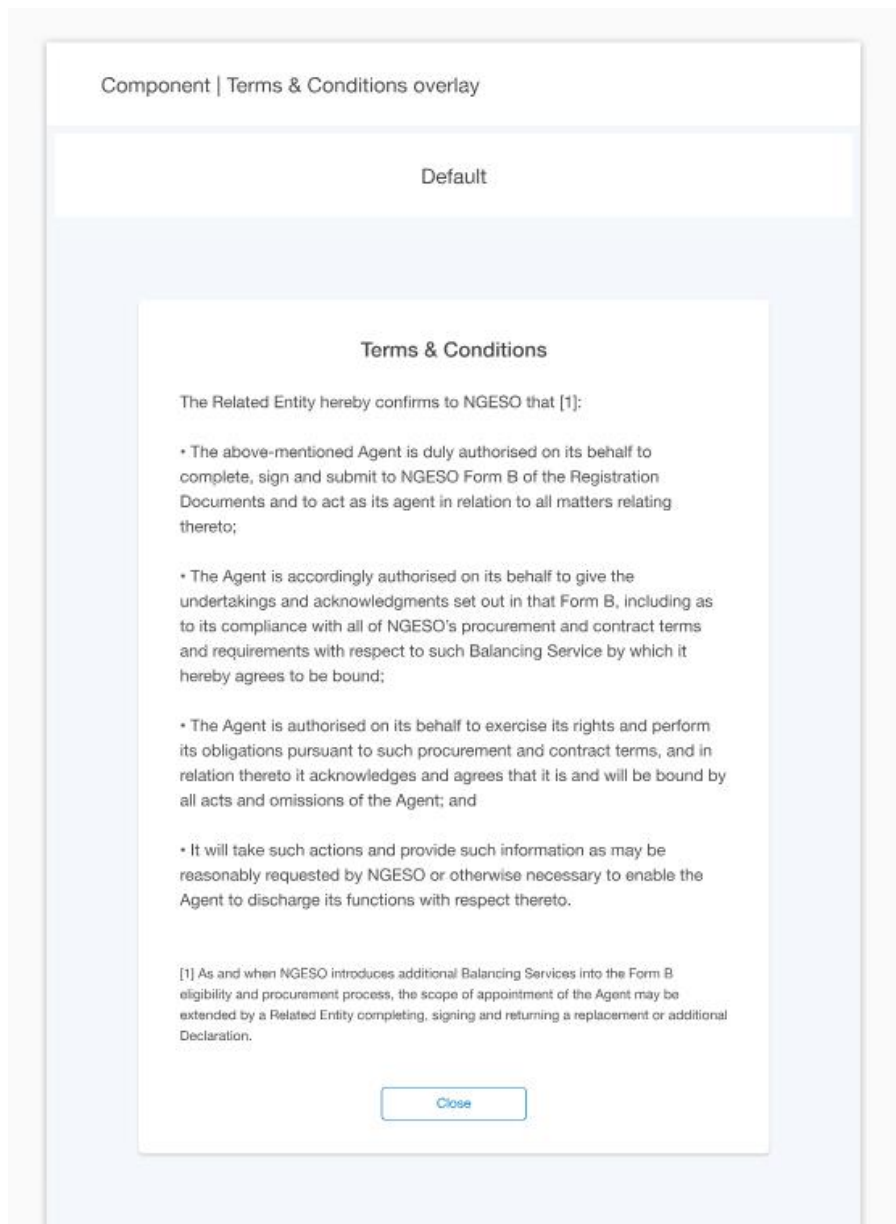 Component | Terms & Conditions overlay
Default
Terms & Conditions
The Related Entity hereby confirms to NGESO that [1]:
• The above-mentioned Agent is duly authorised on its behalf to
complete, sign and submit to NGESO Form B of the Registration
Documents and to act as its agent in relation to all matters relating
thereto;
• The Agent is accordingly authorised on its behalf to give the
undertakings and acknowledgments set out in that Form B, including as
to its compliance with all of NGESO's procurement and contract terms
and requirements with respect to such Balancing Service by which it
hereby agrees to be bound;
• The Agent is authorised on its behalf to exercise its rights and perform
its obligations pursuant to such procurement and contract terms, and in
relation thereto it acknowledges and agrees that it is and will be bound by
all acts and omissions of the Agent; and
• It will take such actions and provide such information as may be
reasonably requested by NGESO or otherwise necessary to enable the
Agent to discharge its functions with respect thereto.
[1] As and when NGESO introduces additional Balancing Services into the Form B
eligibility and procurement process, the scope of appointment of the Agent may be
extended by a Related Entity completing, signing and returning a replacement or additional
Declaration.
Close